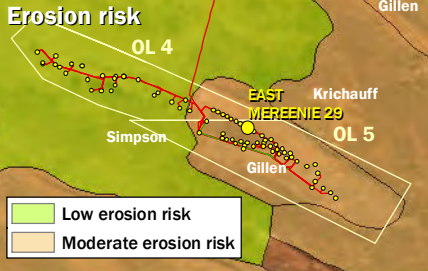 Gillen
Erosion risk
OL 4
EAST
MEREENIE 29
Krichauff
Simpson
OL 5
Gillen
Low erosion risk
Moderate erosion risk